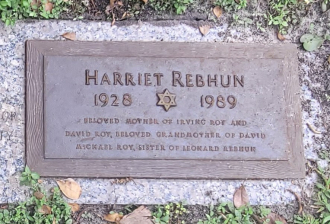 HARRIET REBHUN
1928 1989
BELOVED MOTHER OF IRVING ROY AND
DAVID ROY, BELOVED GRANDMOTHER OF DAVID
MICHAEL ROY, SISTER OF LEONARD REBHUN